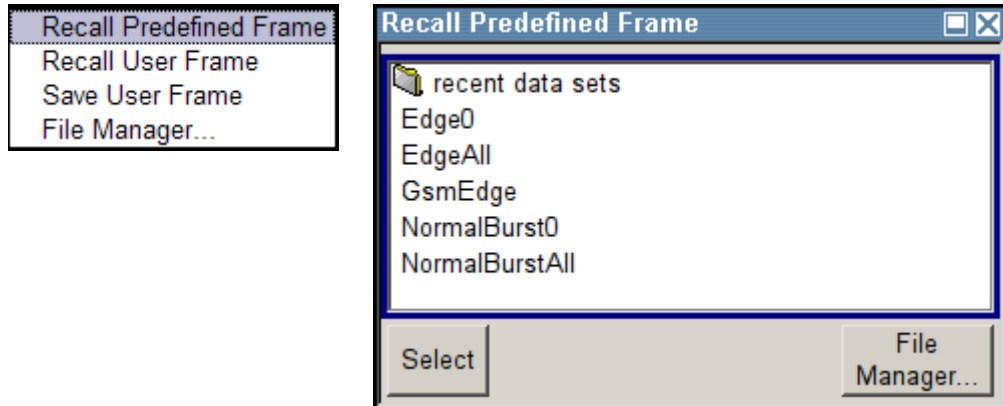 Recall Predefined Frame
Recall User Frame
Save User Frame
File Manager...
Recall Predefined Frame
recent data sets
Edge0
EdgeAll
GsmEdge
NormalBurst0
NormalBurstAll
Select
File
Manager...